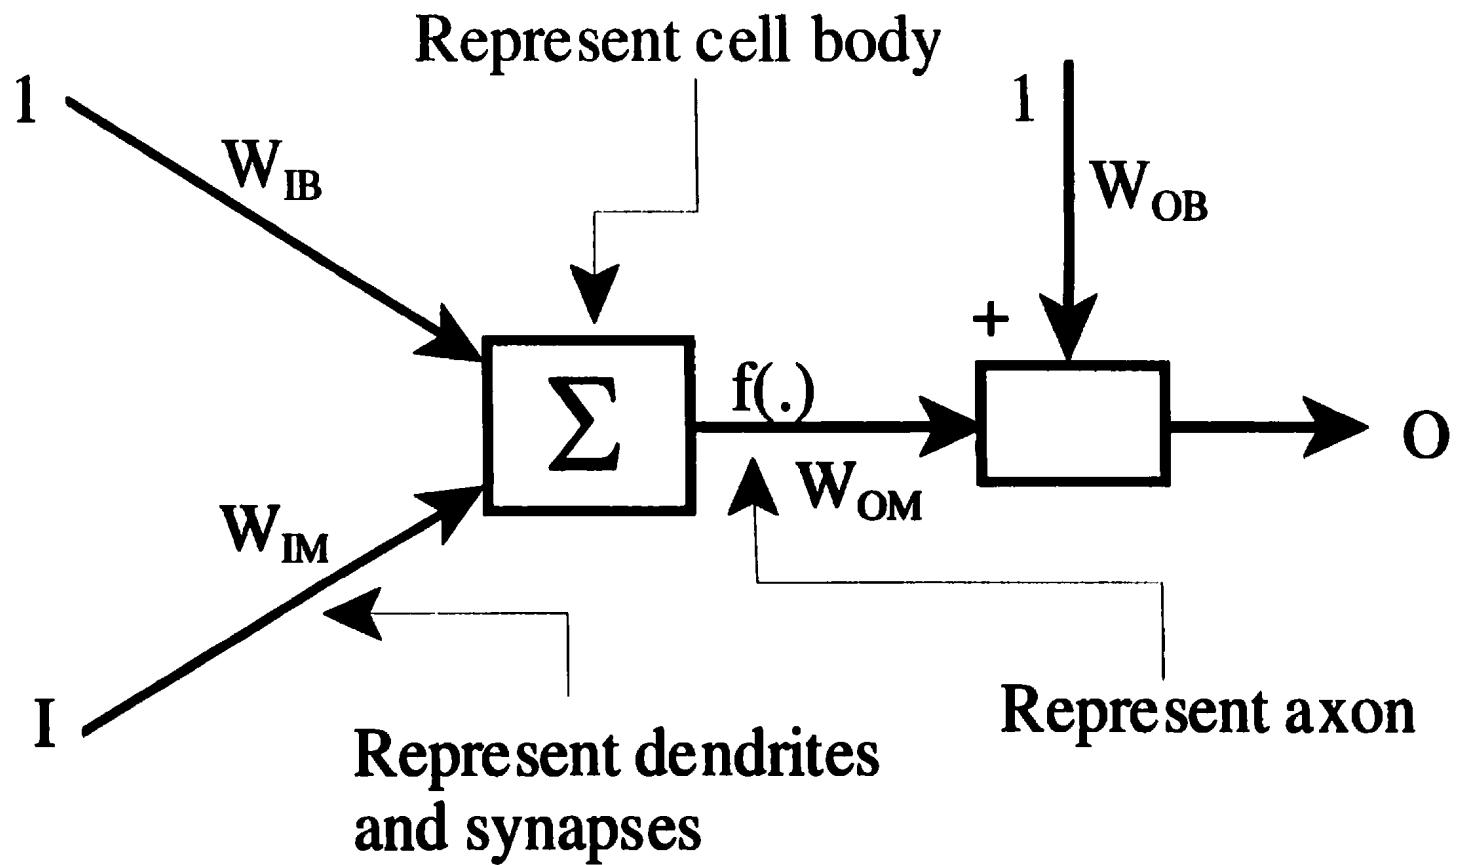 Represent cell body
1
1
W_IB
W_OB
+
Σ
f(.)
O
W_OM
W_IM
I
Represent axon
Represent dendrites
and synapses